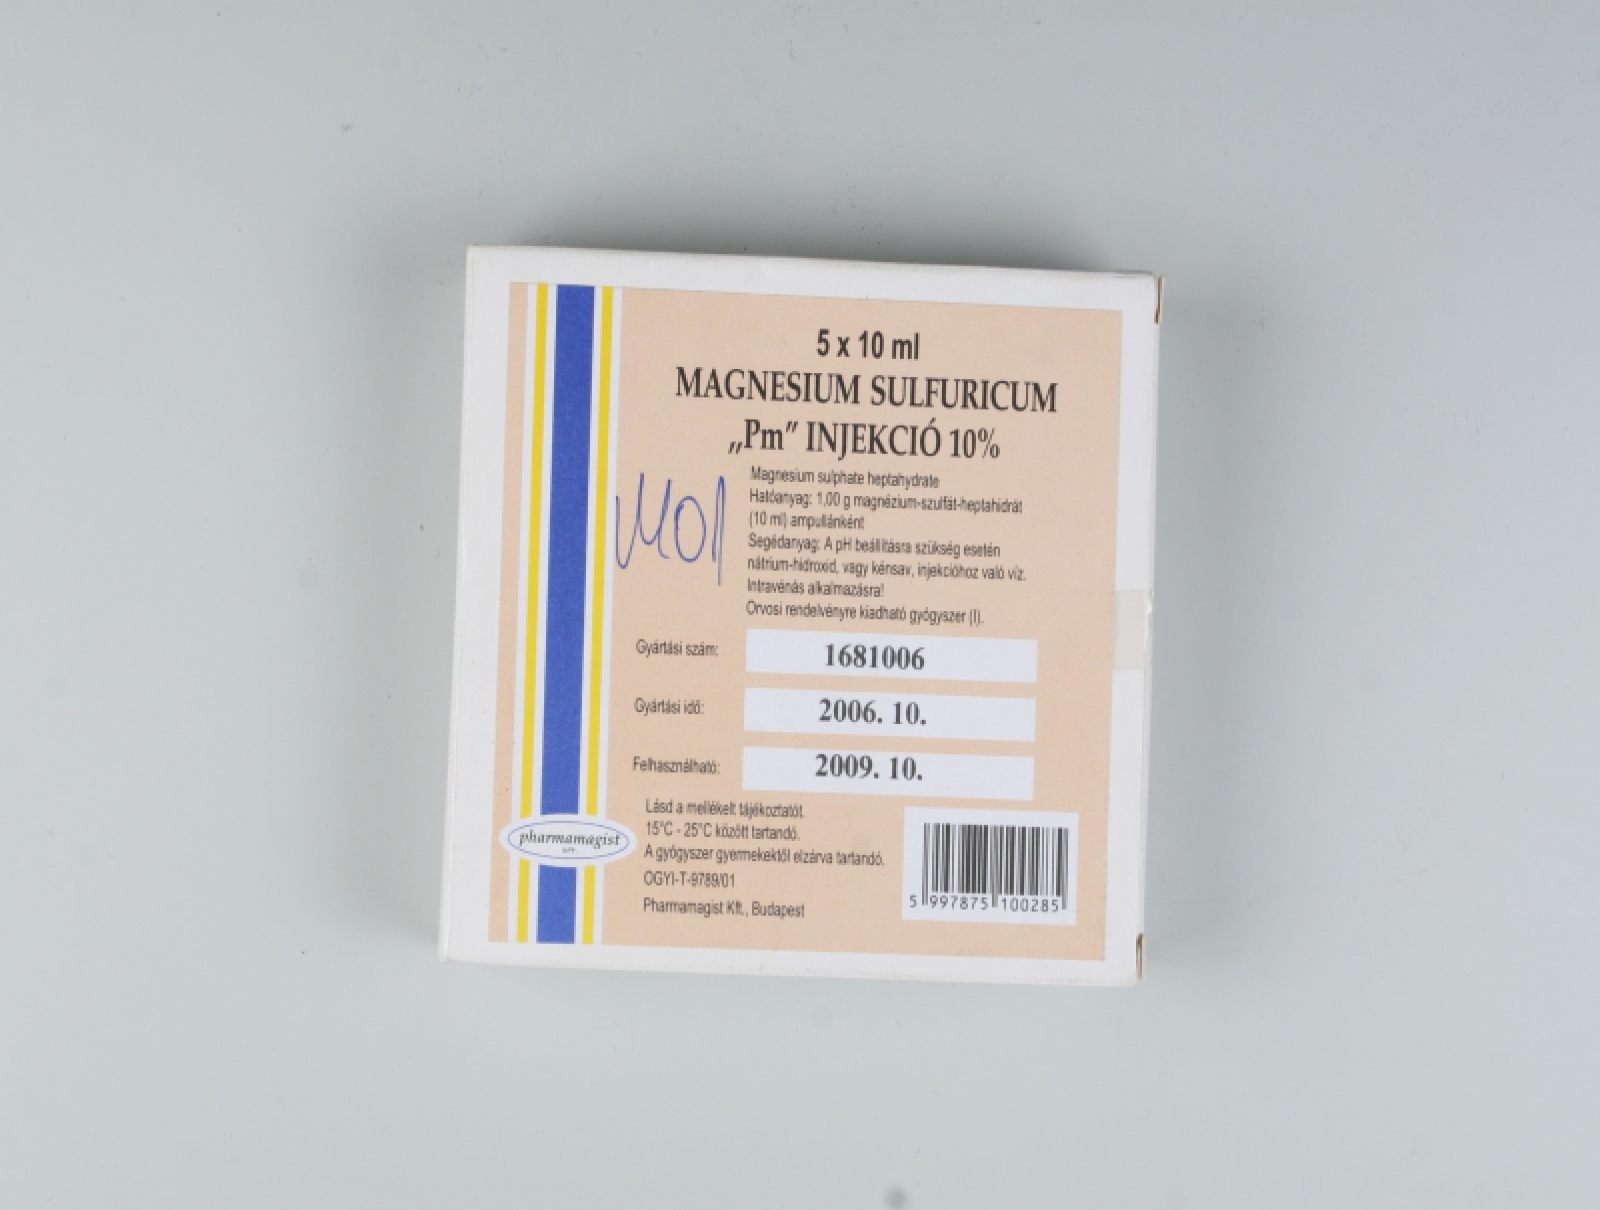 5 x 10 ml
MAGNESIUM SULFURICUM
„Pm” INJEKCIÓ 10%
Magnesium sulphate heptahydrate
Hatóanyag: 1,00 g magnézium-szulfát-heptahidrát
(10 ml) ampullánként
Segédanyag: A pH beállításra szükség esetén
nátrium-hidroxid, vagy kénsav, injekcióhoz való víz.
Intravénás alkalmazásra!
Orvosi rendelvényre kiadható gyógyszer (I).
Gyártási szám: 1681006
Gyártási idő: 2006. 10.
Felhasználható: 2009. 10.
Lásd a mellékelt tájékoztatót.
15°C - 25°C között tartandó.
A gyógyszer gyermekektől elzárva tartandó.
OGYI-T-9789/01
Pharmamagist Kft., Budapest
pharmamagist
5 997875 100285